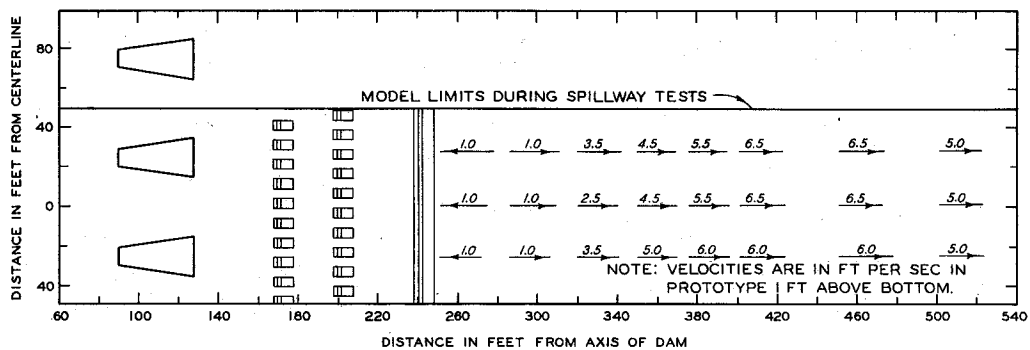 DISTANCE IN FEET FROM CENTERLINE
80
40
0
40
MODEL LIMITS DURING SPILLWAY TESTS
1.0 1.0 3.5 4.5 5.5 6.5 6.5 5.0
1.0 1.0 2.5 4.5 5.5 6.5 6.5 5.0
1.0 1.0 3.5 5.0 6.0 6.0 6.0 5.0
NOTE: VELOCITIES ARE IN FT PER SEC IN
PROTOTYPE 1 FT ABOVE BOTTOM.
60 100 140 180 220 260 300 340 380 420 460 500 540
DISTANCE IN FEET FROM AXIS OF DAM